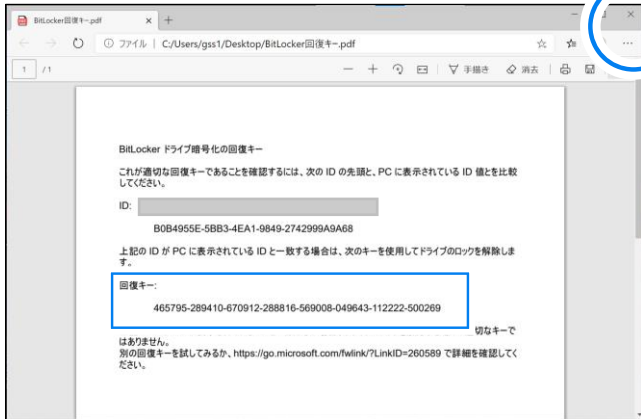 BitLocker回復キー.pdf
ファイル | C:/Users/gss1/Desktop/BitLocker回復キー.pdf
1 /1 手描き 消去
BitLocker ドライブ暗号化の回復キー
これが適切な回復キーであることを確認するには、次の ID の先頭と、PC に表示されている ID 値とを比較
してください。
ID:
B0B4955E-5BB3-4EA1-9849-2742999A9A68
上記の ID が PC に表示されている ID と一致する場合は、次のキーを使用してドライブのロックを解除しま
す。
回復キー:
465795-289410-670912-288816-569008-049643-112222-500269
切なキーで
はありません。
別の回復キーを試してみるか、https://go.microsoft.com/fwlink/?LinkID=260589 で詳細を確認してく
ださい。